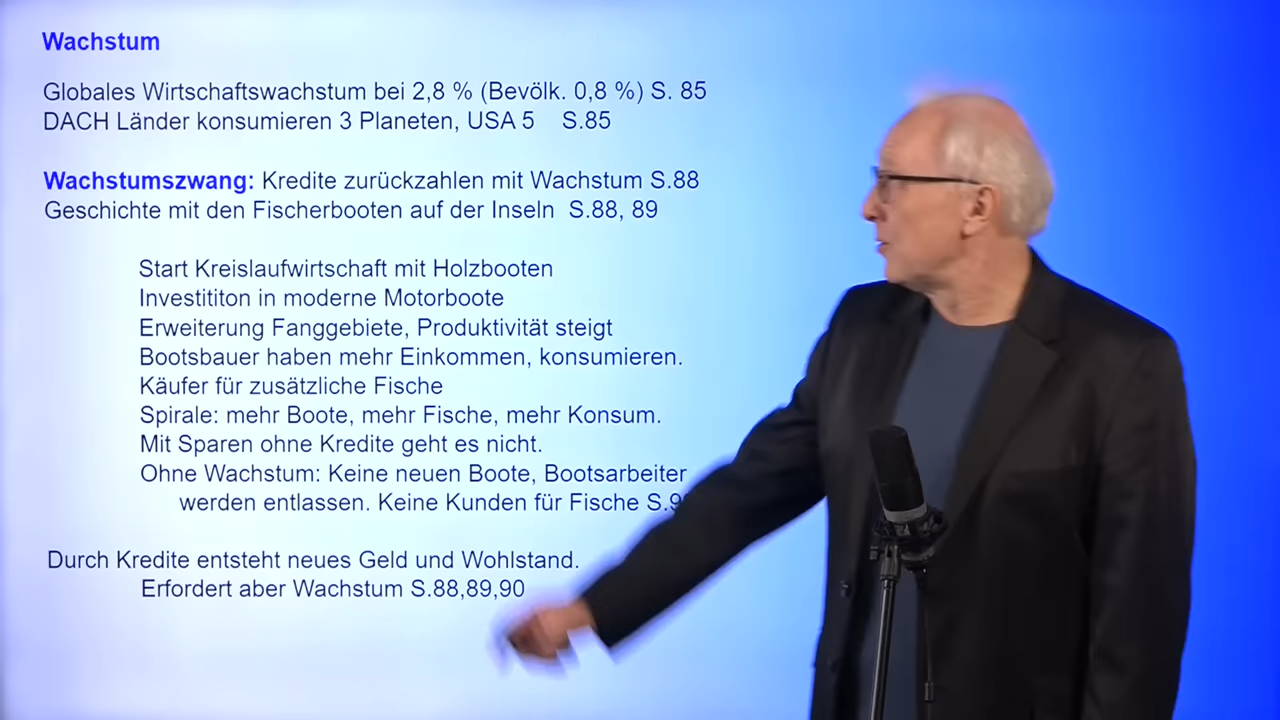 Wachstum
Globales Wirtschaftswachstum bei 2,8 % (Bevölk. 0,8 %) S. 85
DACH Länder konsumieren 3 Planeten, USA 5 S.85
Wachstumszwang: Kredite zurückzahlen mit Wachstum S.88
Geschichte mit den Fischerbooten auf der Inseln S.88, 89
Start Kreislaufwirtschaft mit Holzbooten
Investititon in moderne Motorboote
Erweiterung Fanggebiete, Produktivität steigt
Bootsbauer haben mehr Einkommen, konsumieren.
Käufer für zusätzliche Fische
Spirale: mehr Boote, mehr Fische, mehr Konsum.
Mit Sparen ohne Kredite geht es nicht.
Ohne Wachstum: Keine neuen Boote, Bootsarbeiter
werden entlassen. Keine Kunden für Fische
Durch Kredite entsteht neues Geld und Wohlstand.
Erfordert aber Wachstum S.88,89,90